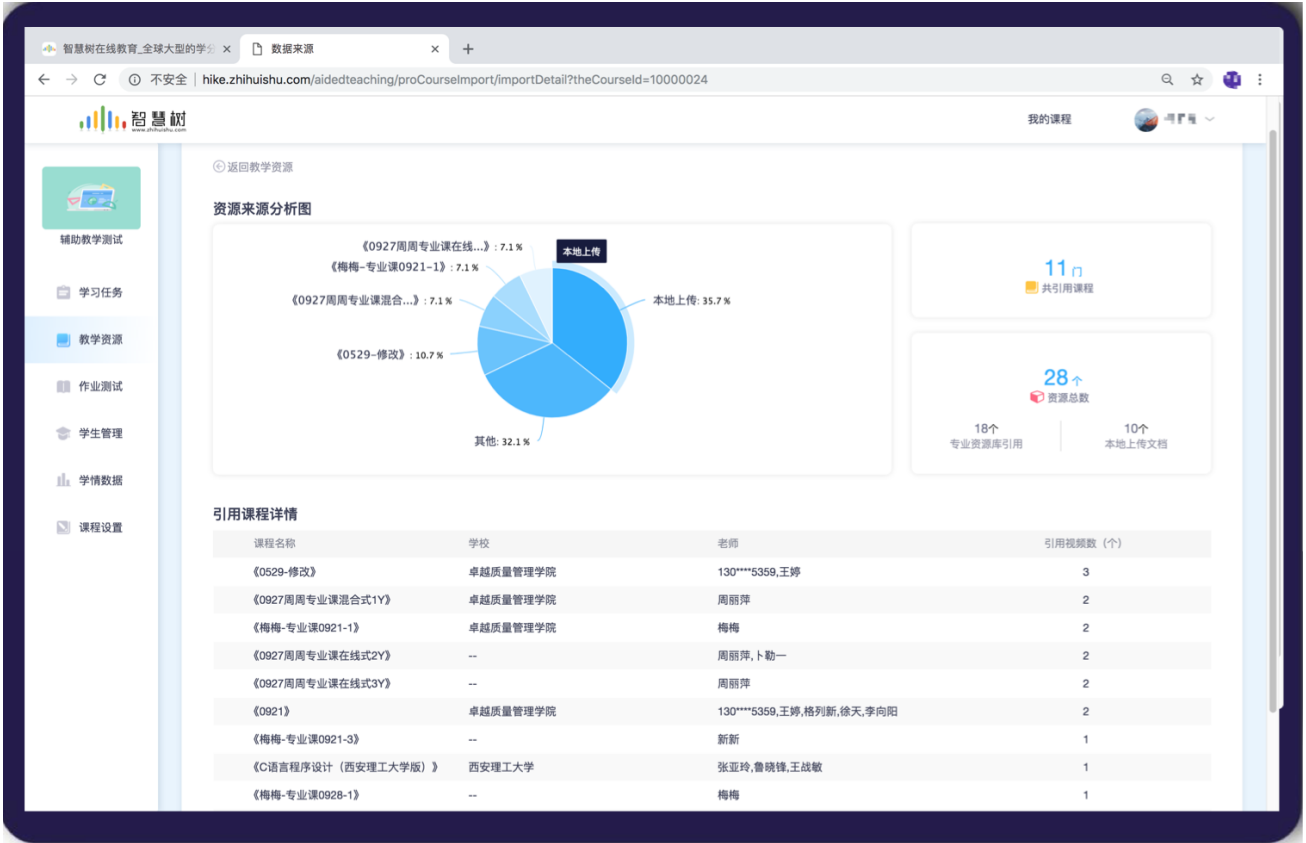 智慧树在线教育_全球大型的学分
数据来源
不安全 | hike.zhihuishu.com/aidedteaching/proCourseImport/importDetail?theCourseId=10000024
智慧树
www.zhihuishu.com
我的课程
返回教学资源
辅助教学测试
学习任务
教学资源
作业测试
学生管理
学情数据
课程设置
资源来源分析图
《0927周周专业课在线...》: 7.1%
本地上传
《梅梅-专业课0921-1》: 7.1%
《0927周周专业课混合...》: 7.1%
本地上传: 35.7%
《0529-修改》: 10.7%
其他: 32.1%
11门
共引用课程
28个
资源总数
18个 10个
专业资源库引用 本地上传文档
引用课程详情
课程名称 学校 老师 引用视频数（个）
《0529-修改》 卓越质量管理学院 130****5359,王婷 3
《0927周周专业课混合式1Y》 卓越质量管理学院 周丽萍 2
《梅梅-专业课0921-1》 卓越质量管理学院 梅梅 2
《0927周周专业课在线式2Y》 -- 周丽萍,卜勒一 2
《0927周周专业课在线式3Y》 -- 周丽萍 2
《0921》 卓越质量管理学院 130****5359,王婷,格列新,徐天,李向阳 2
《梅梅-专业课0921-3》 -- 新新 1
《C语言程序设计（西安理工大学版）》 西安理工大学 张亚玲,鲁晓锋,王战敏 1
《梅梅-专业课0928-1》 -- 梅梅 1